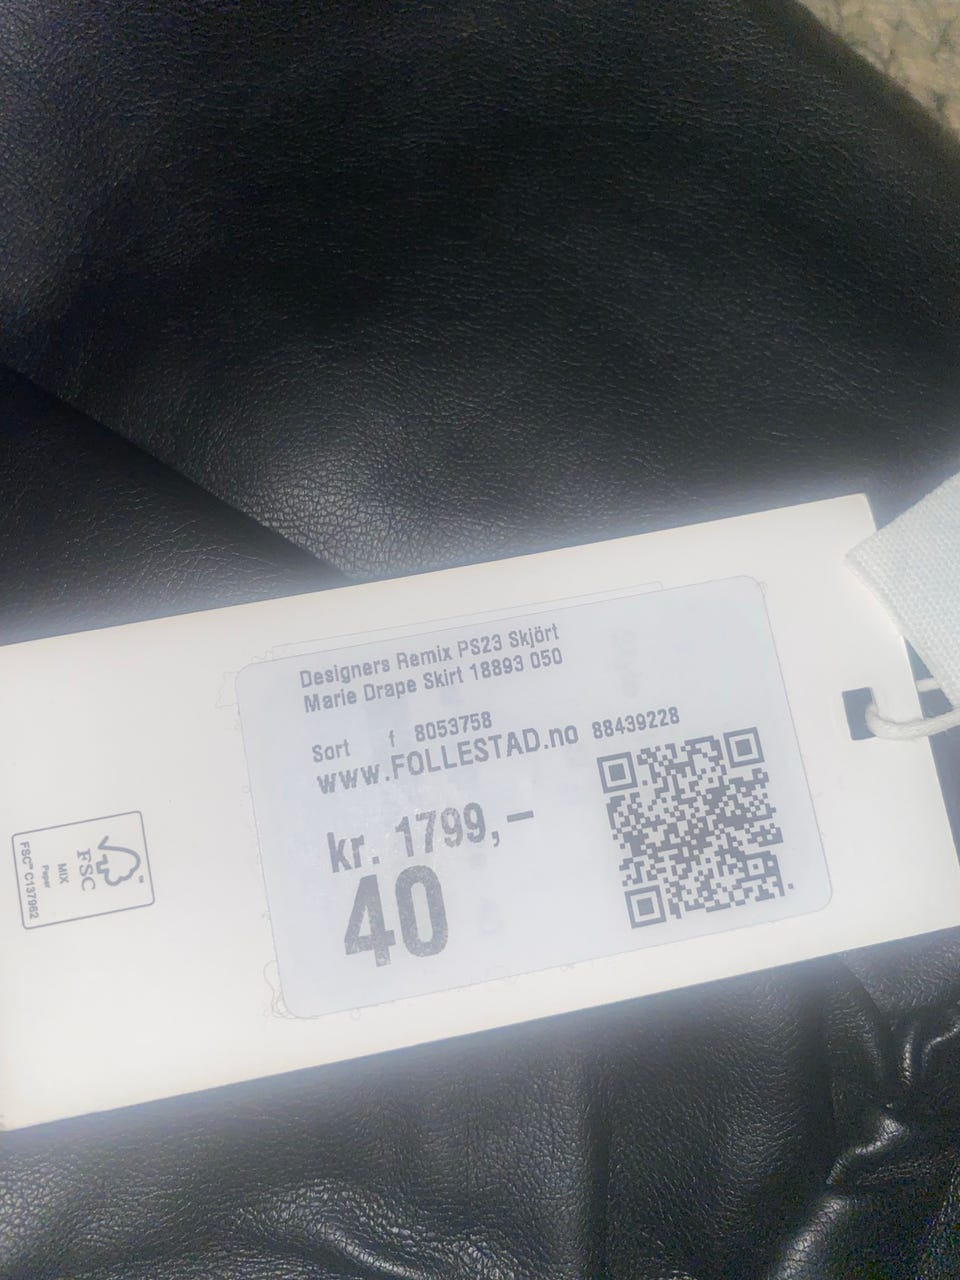 Designers Remix PS23 Skjört
Marie Drape Skirt 18893 050
Sort f 8053758
www.FOLLESTAD.no 88439228
kr. 1799,-
40
FSC
MIX
Paper
FSC™ C137962